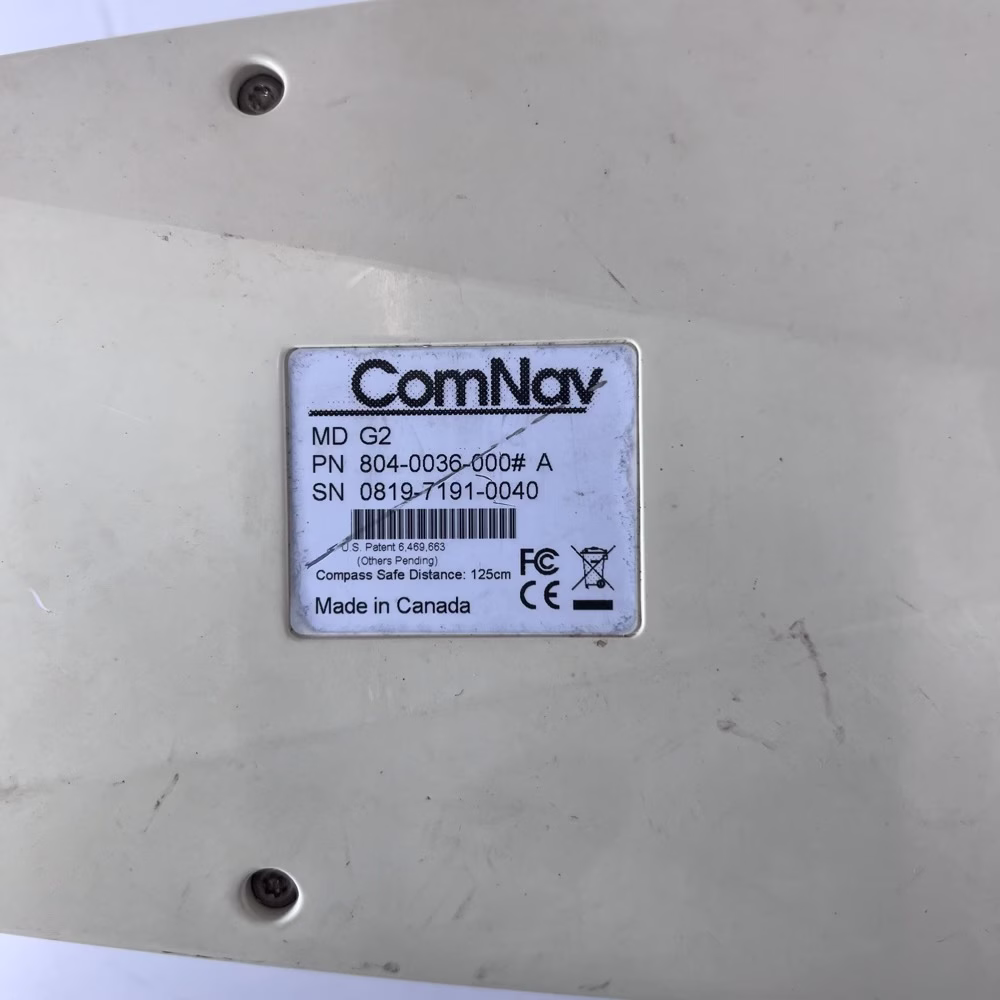 ComNav
MD G2
PN 804-0036-000# A
SN 0819-7191-0040
U.S. Patent 6,469,663
(Others Pending)
Compass Safe Distance: 125cm
Made in Canada
FC
CE